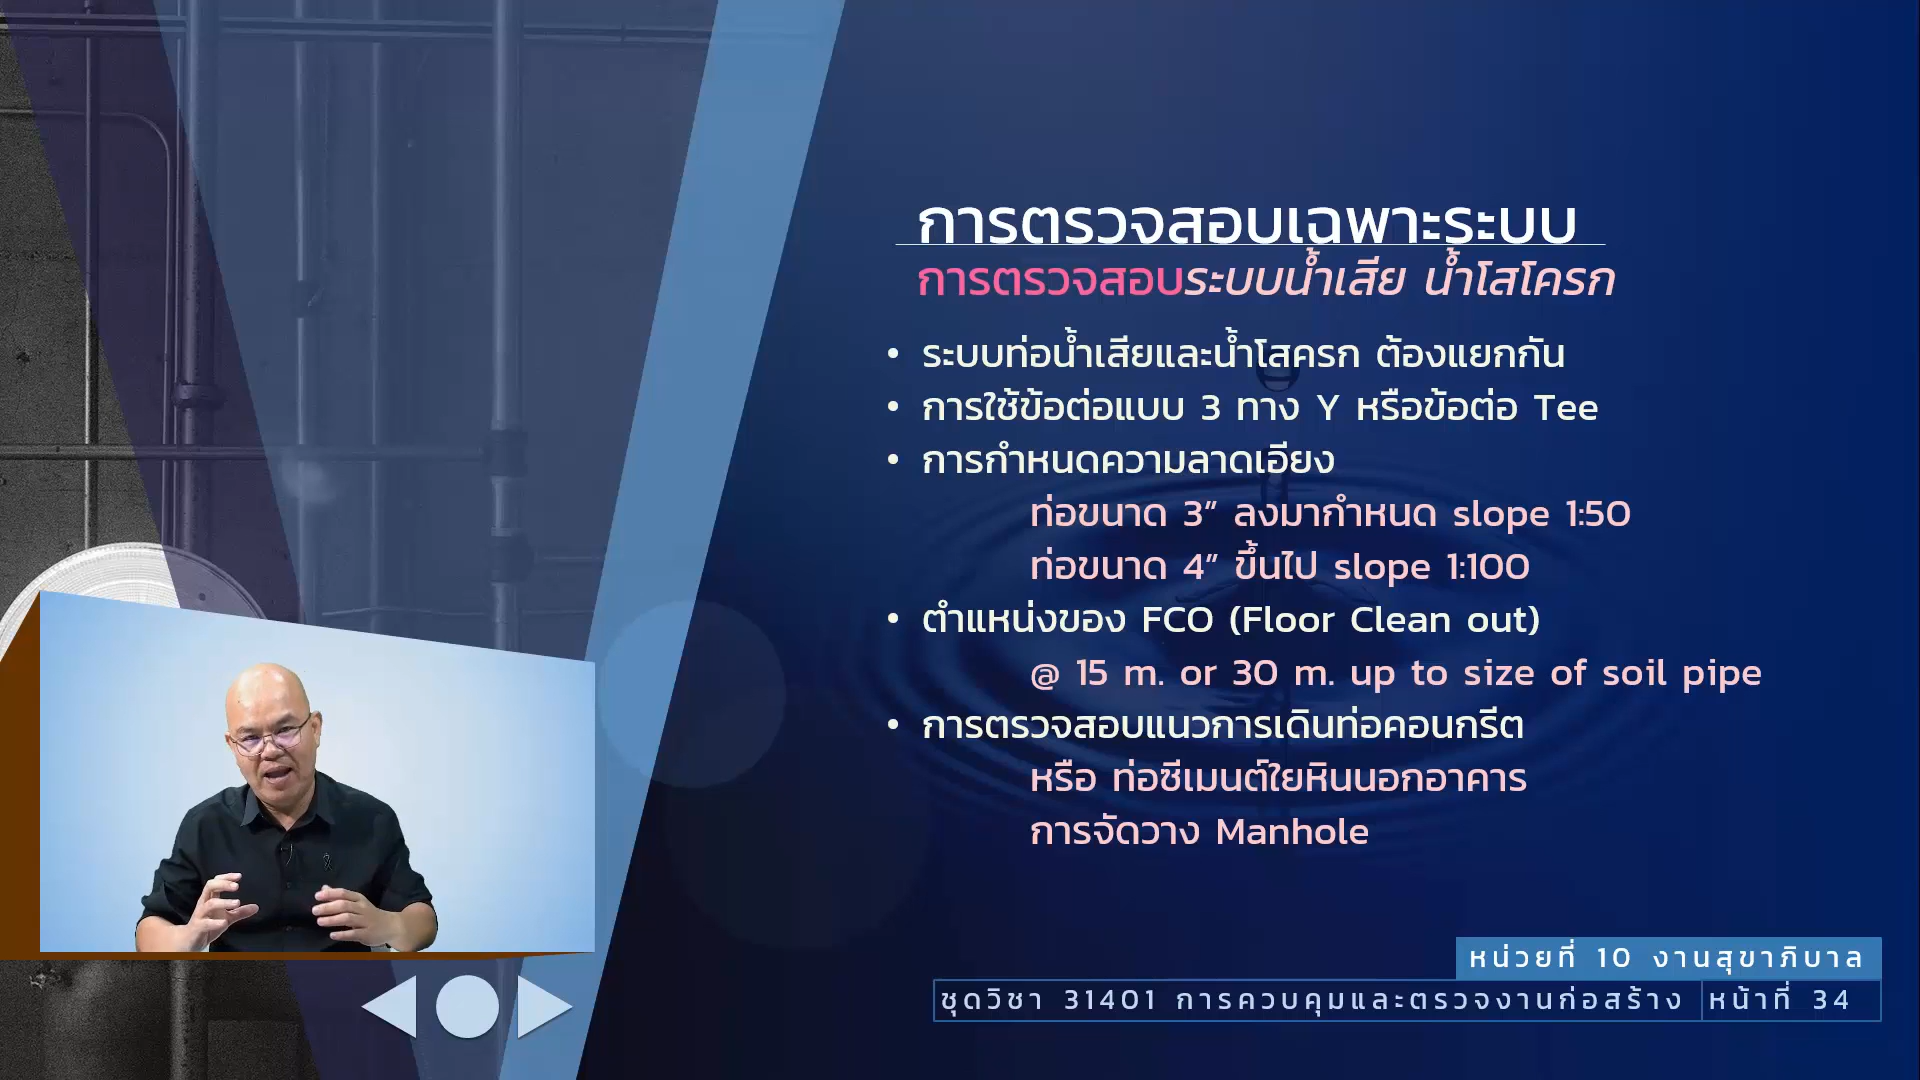 การตรวจสอบเฉพาะระบบ
การตรวจสอบระบบน้ำเสีย น้ำโสโครก
• ระบบท่อน้ำเสียและน้ำโสครก ต้องแยกกัน
• การใช้ข้อต่อแบบ 3 ทาง Y หรือข้อต่อ Tee
• การกำหนดความลาดเอียง
ท่อขนาด 3” ลงมากำหนด slope 1:50
ท่อขนาด 4” ขึ้นไป slope 1:100
• ตำแหน่งของ FCO (Floor Clean out)
@ 15 m. or 30 m. up to size of soil pipe
• การตรวจสอบแนวการเดินท่อคอนกรีต
หรือ ท่อซีเมนต์ใยหินนอกอาคาร
การจัดวาง Manhole
หน่วยที่ 10 งานสุขาภิบาล
ชุดวิชา 31401 การควบคุมและตรวจงานก่อสร้าง หน้าที่ 34